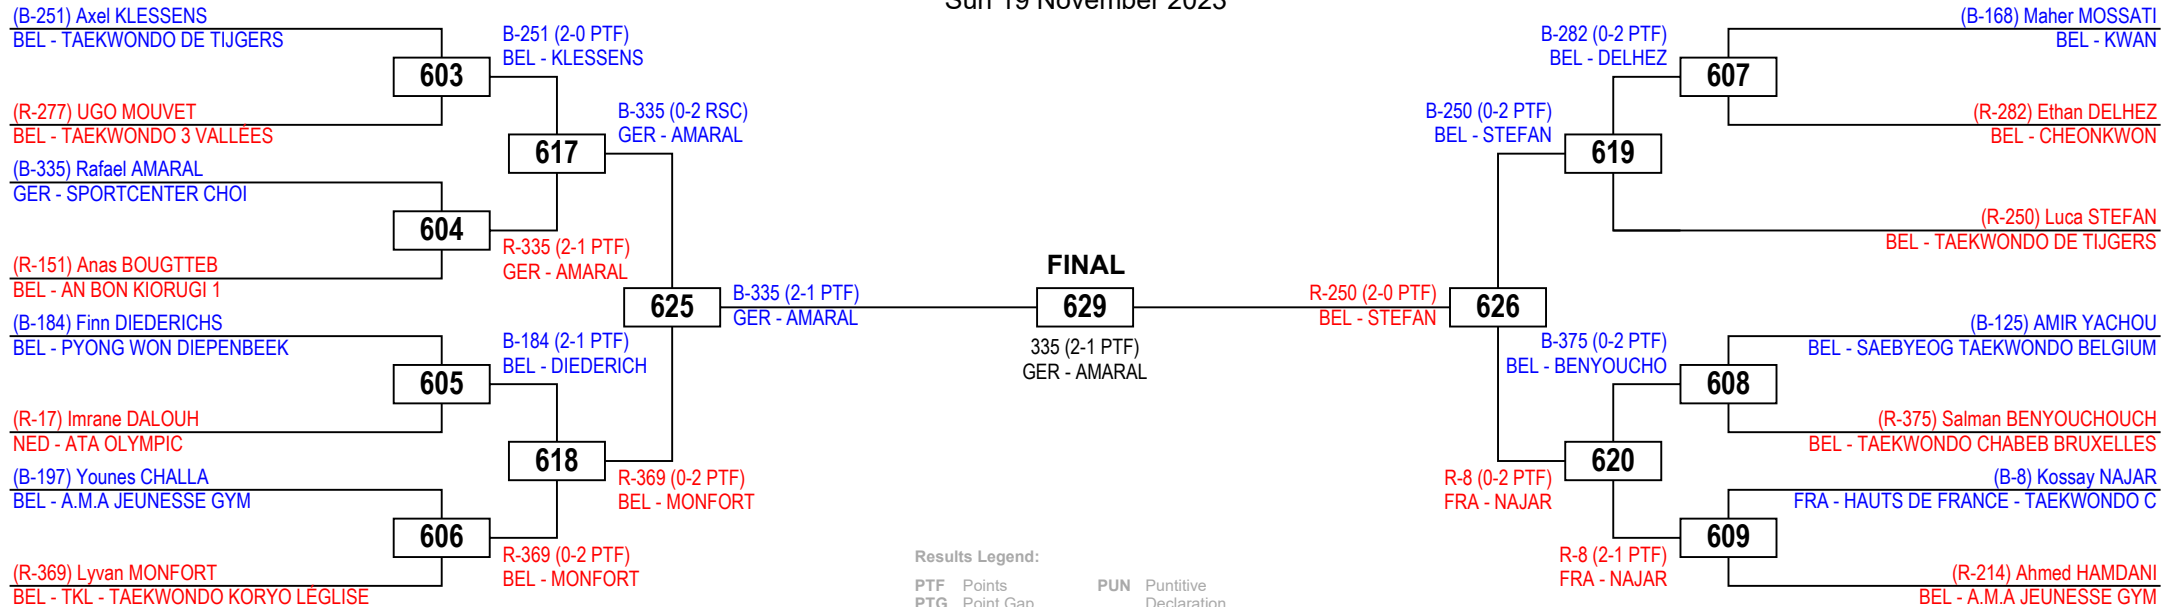 Sun 19 November 2023
(B-251) Axel KLESSENS
BEL - TAEKWONDO DE TIJGERS
(R-277) UGO MOUVET
BEL - TAEKWONDO 3 VALLÉES
(B-335) Rafael AMARAL
GER - SPORTCENTER CHOI
(R-151) Anas BOUGTTEB
BEL - AN BON KIORUGI 1
(B-184) Finn DIEDERICHS
BEL - PYONG WON DIEPENBEEK
(R-17) Imrane DALOUH
NED - ATA OLYMPIC
(B-197) Younes CHALLA
BEL - A.M.A JEUNESSE GYM
(R-369) Lyvan MONFORT
BEL - TKL - TAEKWONDO KORYO LÉGLISE
603
604
605
606
B-251 (2-0 PTF)
BEL - KLESSENS
R-335 (2-1 PTF)
GER - AMARAL
B-184 (2-1 PTF)
BEL - DIEDERICH
R-369 (0-2 PTF)
BEL - MONFORT
617
618
B-335 (0-2 RSC)
GER - AMARAL
R-369 (0-2 PTF)
BEL - MONFORT
625
B-335 (2-1 PTF)
GER - AMARAL
FINAL
629
335 (2-1 PTF)
GER - AMARAL
R-250 (2-0 PTF)
BEL - STEFAN
626
B-250 (0-2 PTF)
BEL - STEFAN
R-8 (0-2 PTF)
FRA - NAJAR
619
620
B-282 (0-2 PTF)
BEL - DELHEZ
B-375 (0-2 PTF)
BEL - BENYOUCHO
R-8 (2-1 PTF)
FRA - NAJAR
607
608
609
(B-168) Maher MOSSATI
BEL - KWAN
(R-282) Ethan DELHEZ
BEL - CHEONKWON
(R-250) Luca STEFAN
BEL - TAEKWONDO DE TIJGERS
(B-125) AMIR YACHOU
BEL - SAEBYEOG TAEKWONDO BELGIUM
(R-375) Salman BENYOUCHOUCH
BEL - TAEKWONDO CHABEB BRUXELLES
(B-8) Kossay NAJAR
FRA - HAUTS DE FRANCE - TAEKWONDO C
(R-214) Ahmed HAMDANI
BEL - A.M.A JEUNESSE GYM
Results Legend:
PTF Points PUN Puntitive
PTG Point Gap Declaration